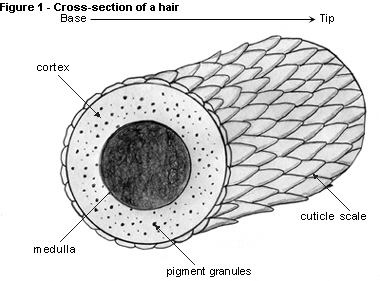 Figure 1 - Cross-section of a hair
Base Tip
cortex
cuticle scale
medulla
pigment granules